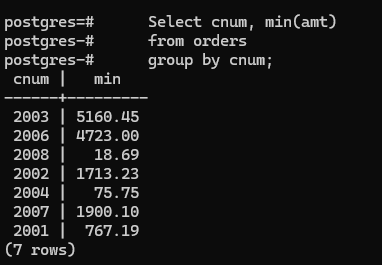 postgres=#      Select cnum, min(amt)
postgres-#      from orders
postgres-#      group by cnum;
 cnum |   min
------+---------
 2003 | 5160.45
 2006 | 4723.00
 2008 |   18.69
 2002 | 1713.23
 2004 |   75.75
 2007 | 1900.10
 2001 |  767.19
(7 rows)